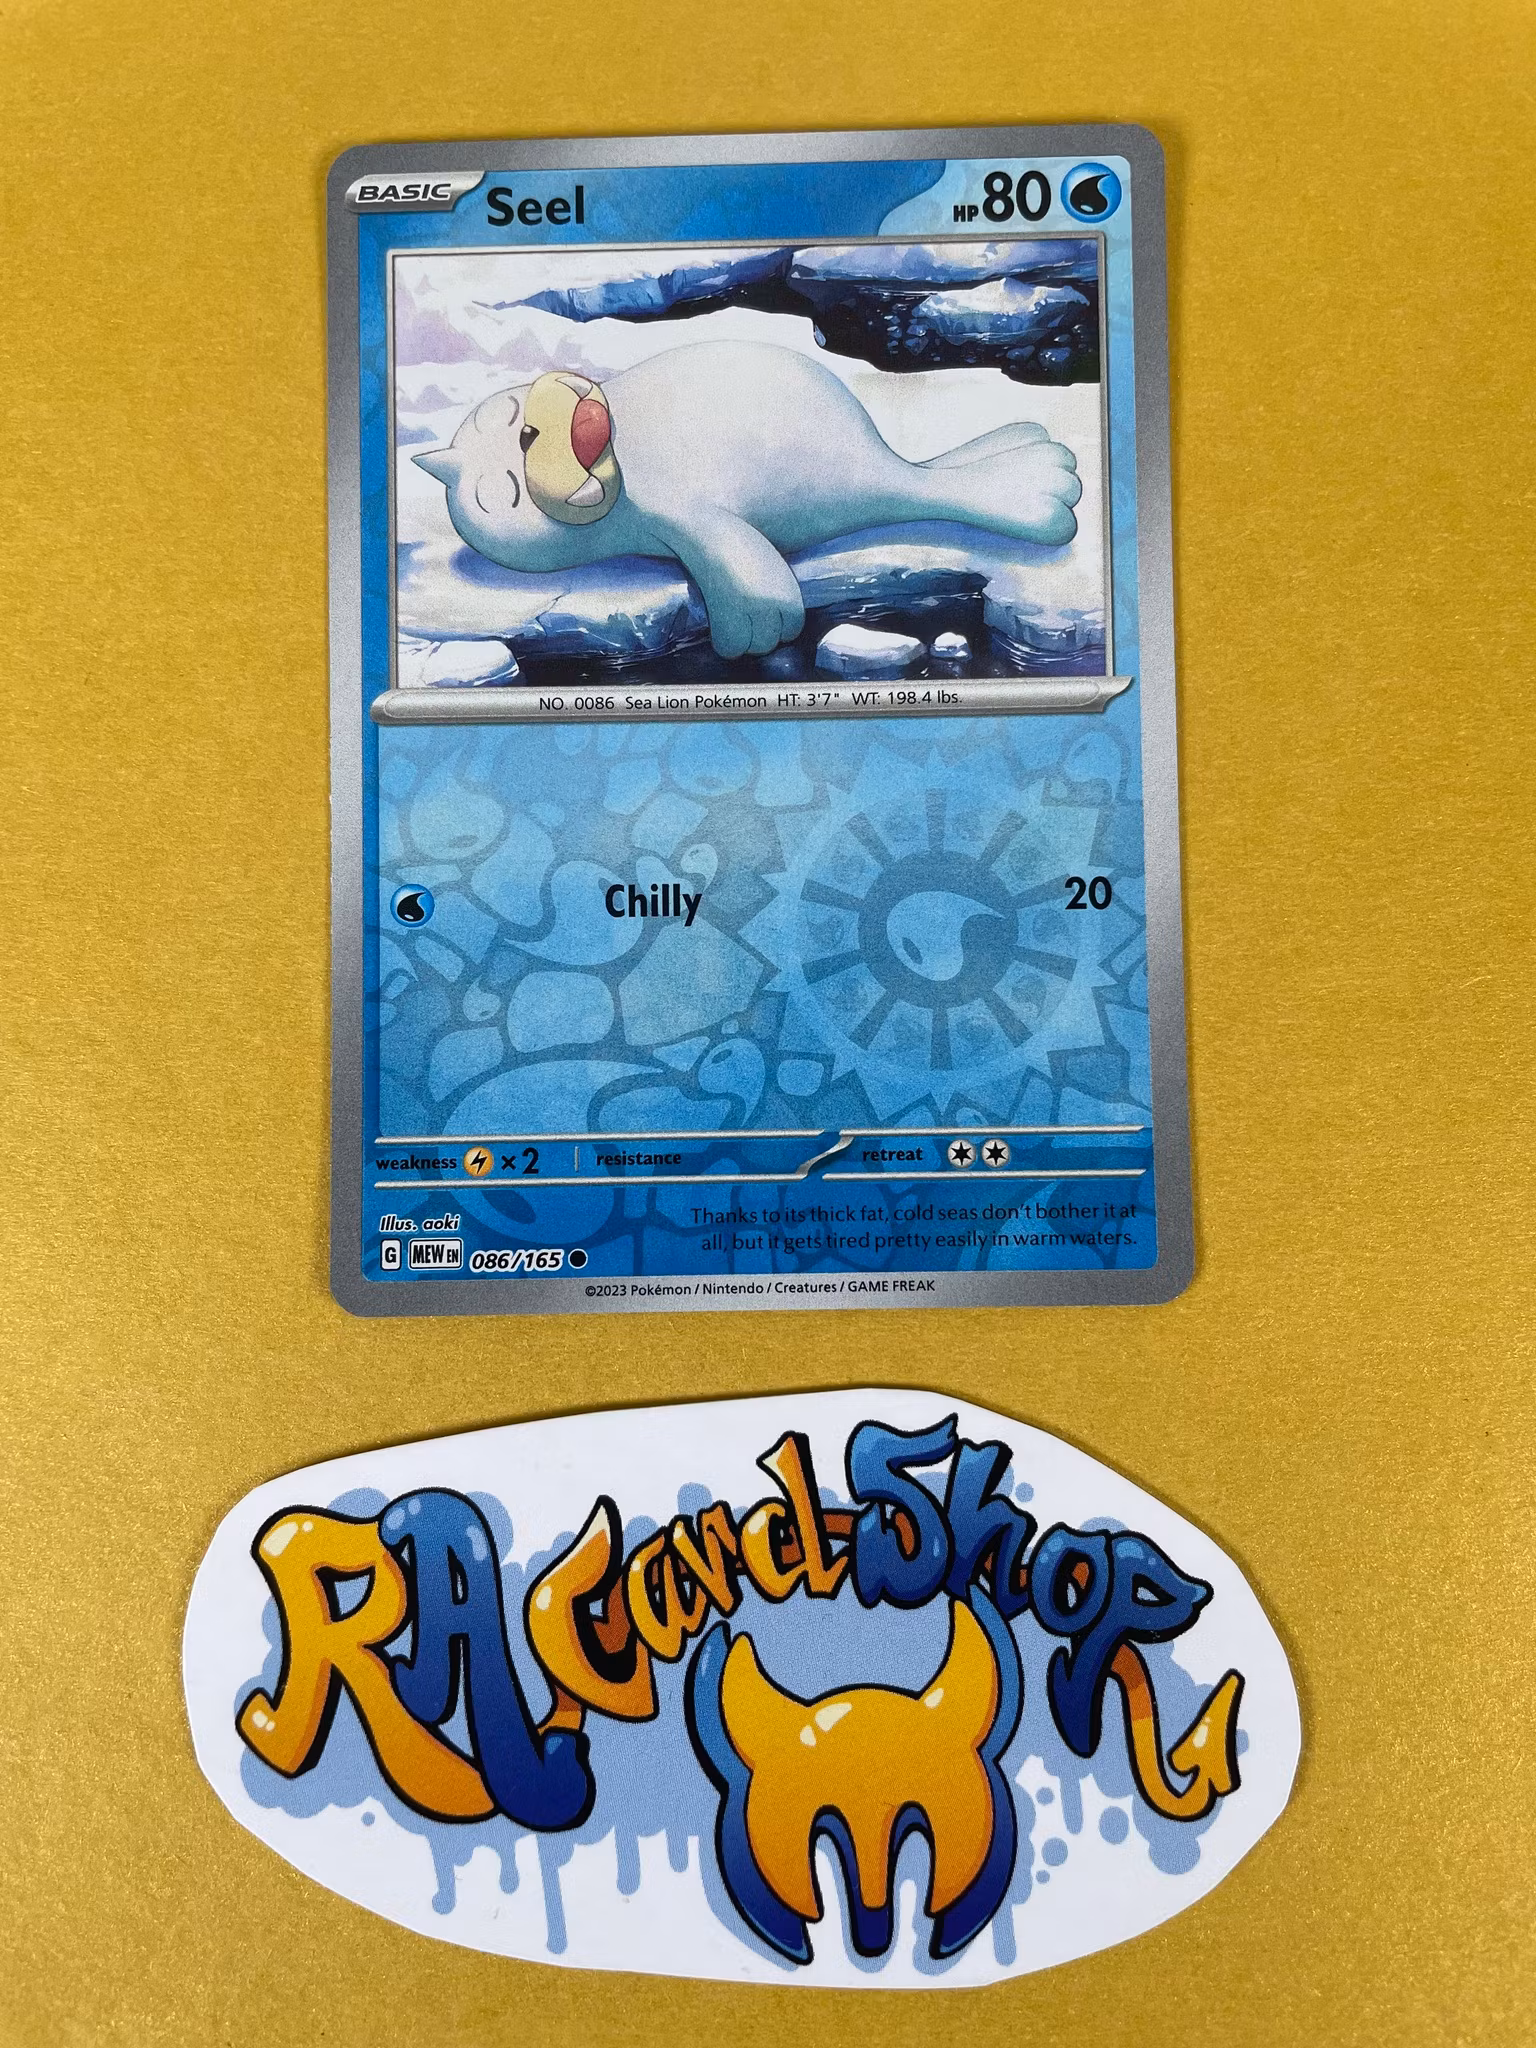 BASIC Seel HP 80
NO. 0086 Sea Lion Pokémon HT: 3'7" WT: 198.4 lbs.
Chilly 20
weakness ×2 resistance retreat
Illus. aoki
Thanks to its thick fat, cold seas don't bother it at
all, but it gets tired pretty easily in warm waters.
G MEW EN 086/165
©2023 Pokémon / Nintendo / Creatures / GAME FREAK
RA CardShop